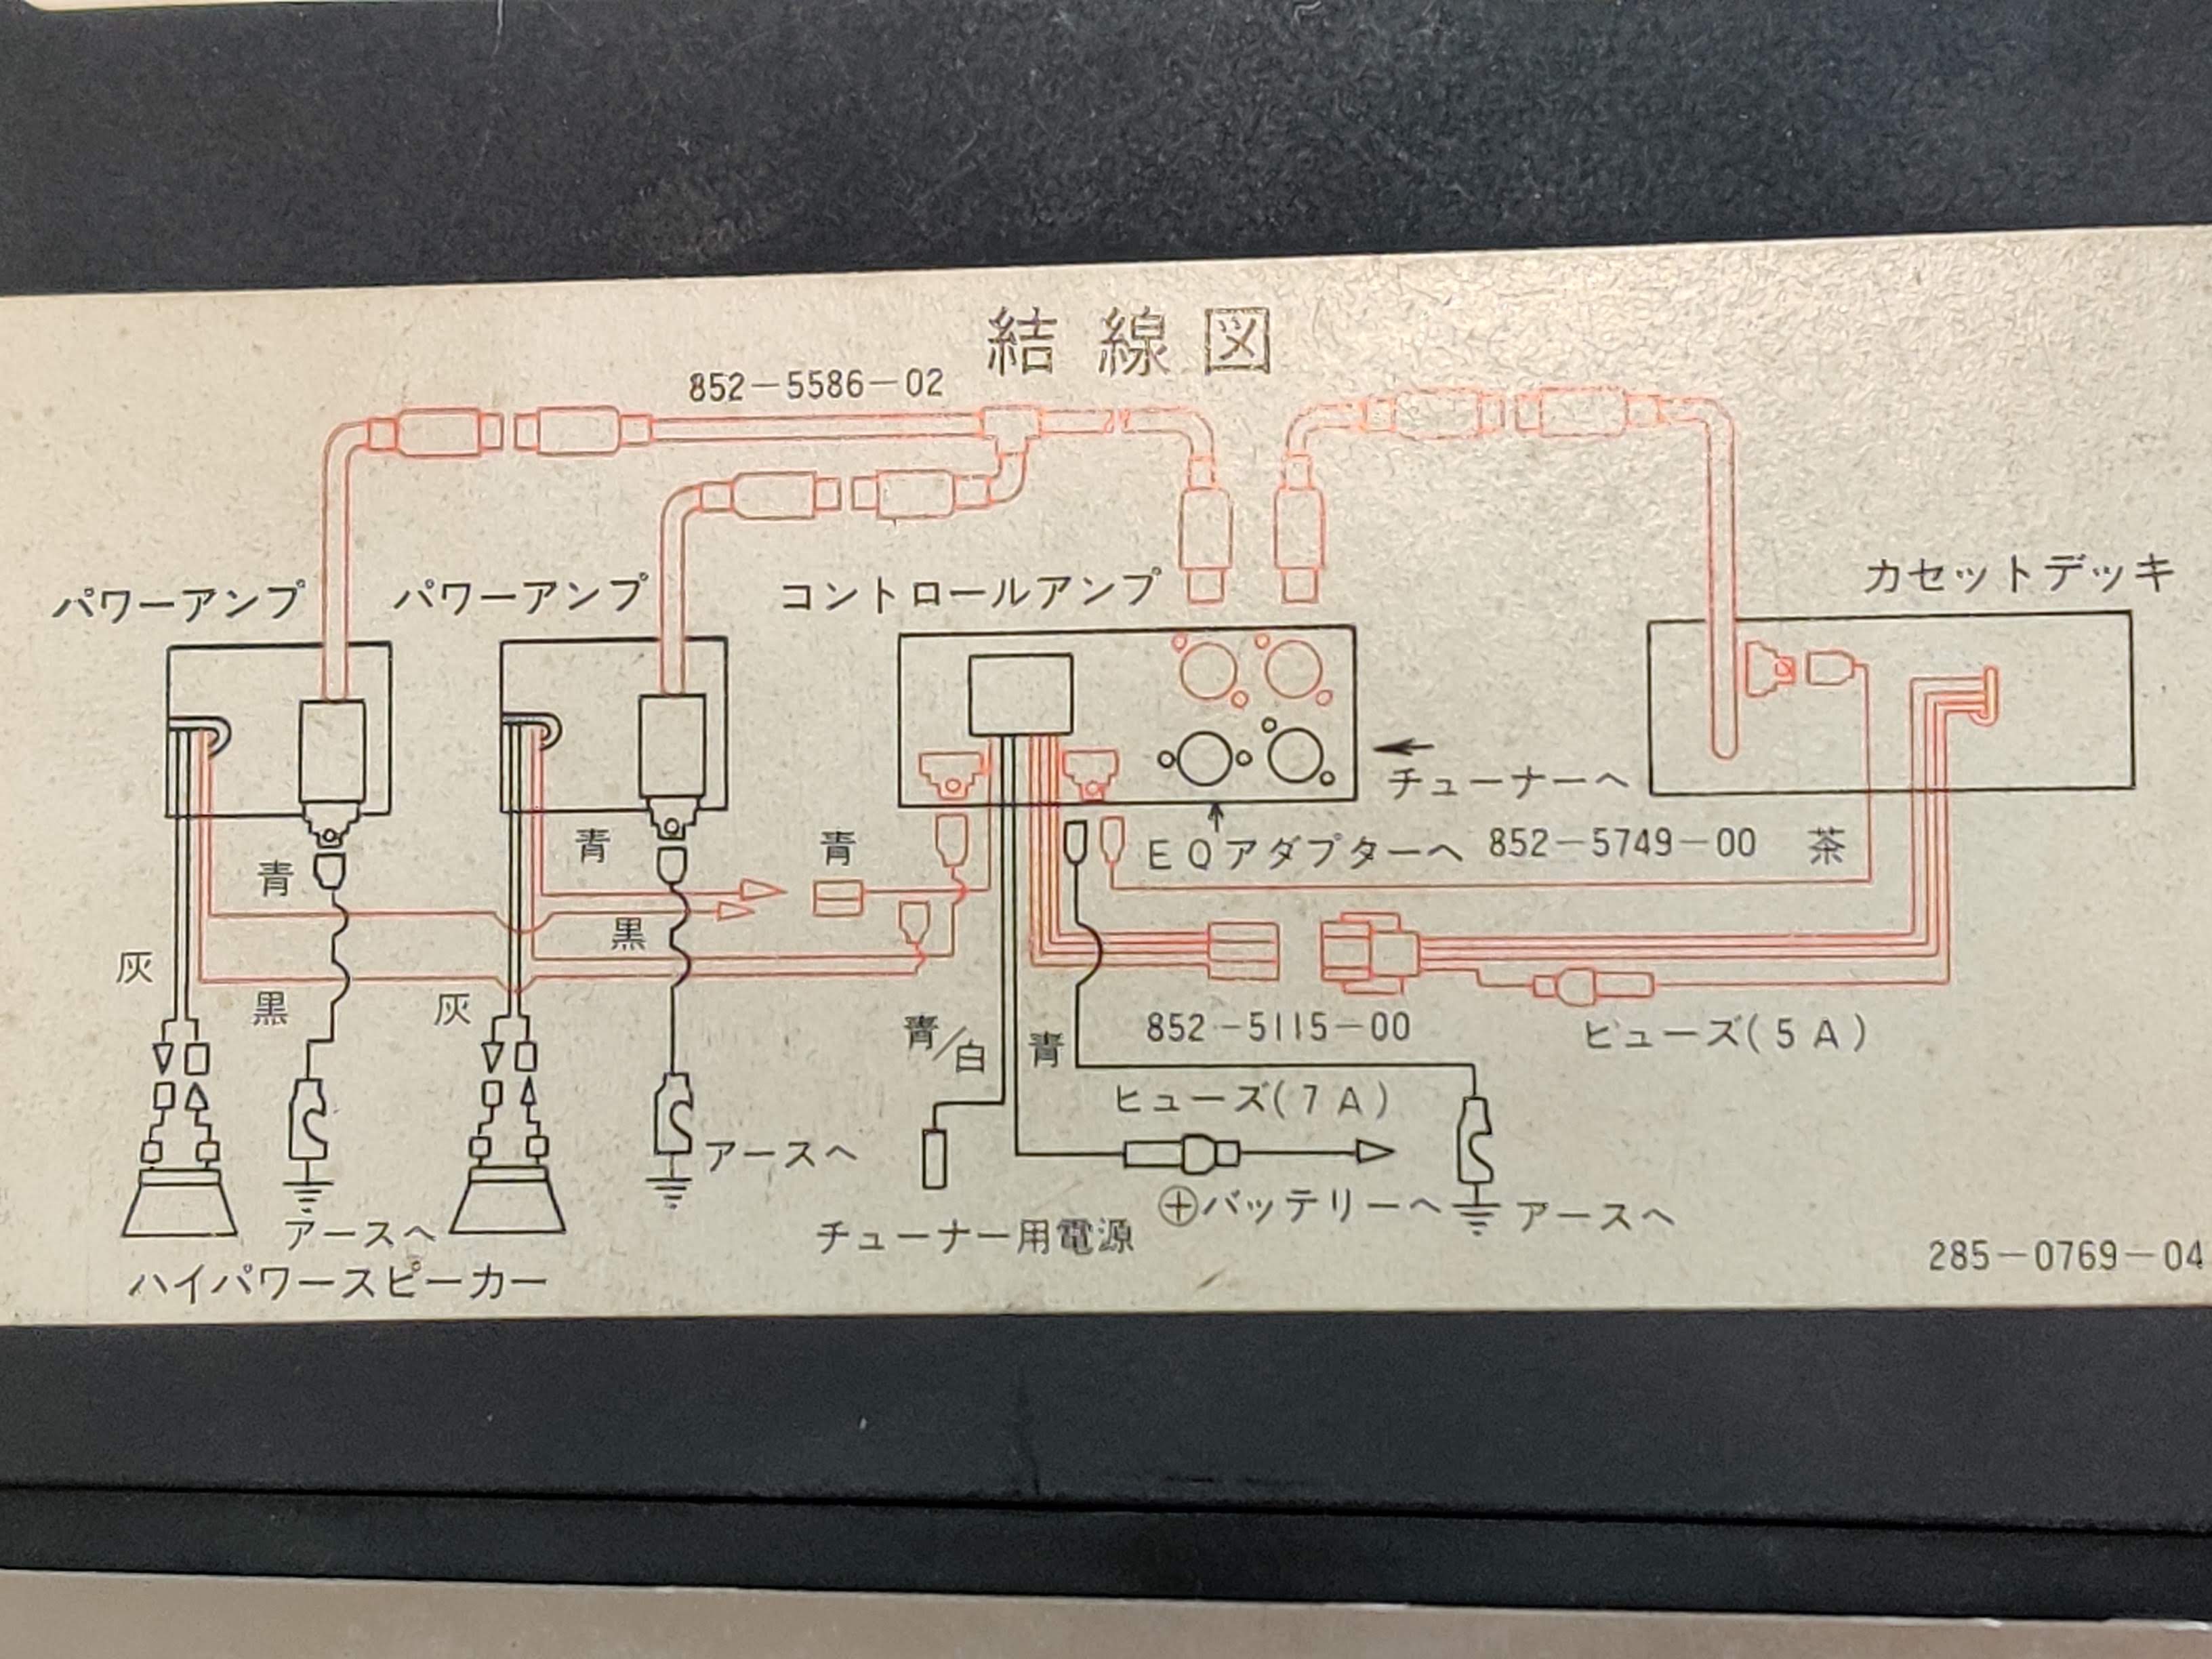 結線図
852-5586-02
パワーアンプ
パワーアンプ
コントロールアンプ
カセットデッキ
チューナーへ
EQアダプターへ
852-5749-00
茶
青
青
青
黒
灰
黒
灰
青/白
青
852-5115-00
ヒューズ(5A)
ヒューズ(7A)
アースへ
⊕バッテリーへ
アースへ
アースへ
チューナー用電源
ハイパワースピーカー
285-0769-04